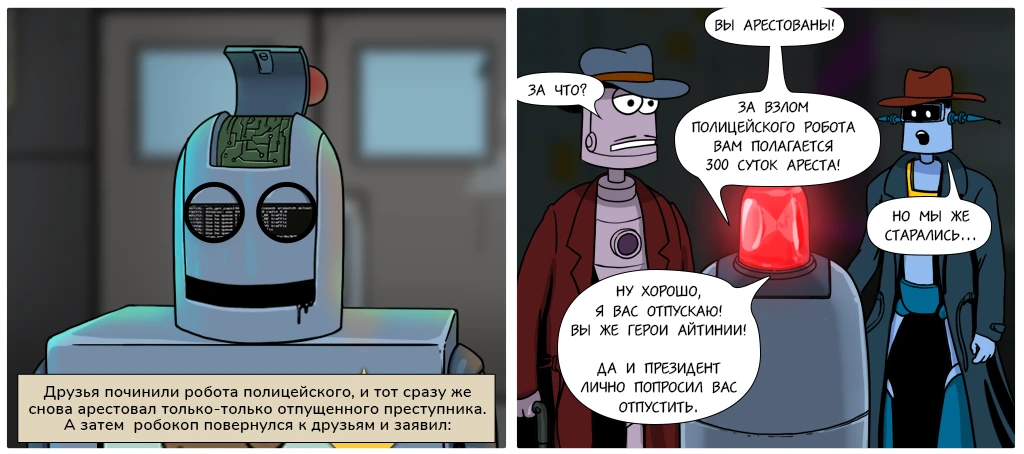 Друзья починили робота полицейского, и тот сразу же
снова арестовал только-только отпущенного преступника.
А затем робокоп повернулся к друзьям и заявил:
ВЫ АРЕСТОВАНЫ!
ЗА ЧТО?
ЗА ВЗЛОМ
ПОЛИЦЕЙСКОГО РОБОТА
ВАМ ПОЛАГАЕТСЯ
300 СУТОК АРЕСТА!
НО МЫ ЖЕ
СТАРАЛИСЬ...
НУ ХОРОШО,
Я ВАС ОТПУСКАЮ!
ВЫ ЖЕ ГЕРОИ АЙТИНИИ!
ДА И ПРЕЗИДЕНТ
ЛИЧНО ПОПРОСИЛ ВАС
ОТПУСТИТЬ.